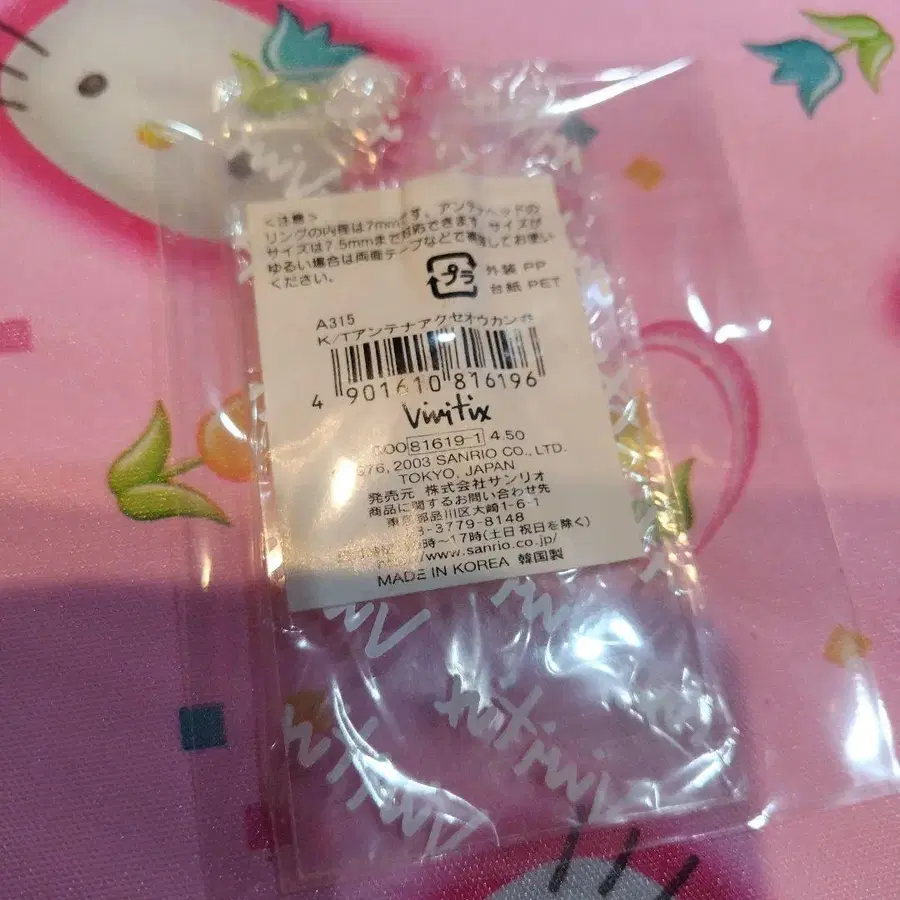 <注意>
リングの内径は7mmです。アンテナヘッドの
サイズは7.5mmまで対応できます。サイズが
ゆるい場合は両面テープなどで してお使い
ください。
プラ
外装 PP
台紙 PET
A315
K/Tアンテナアクセオウカン
4 901610 816196
Vivitix
000 81619-1 4.50
76, 2003 SANRIO CO., LTD.
TOKYO, JAPAN
発売元 株式会社サンリオ
商品に関するお問い合わせ先
東京都品川区大崎1-6-1
3-3779-8148
時〜17時(土日祝日を除く)
www.sanrio.co.jp/
MADE IN KOREA 韓国製
Vivitix
Vivitix
Vivitix